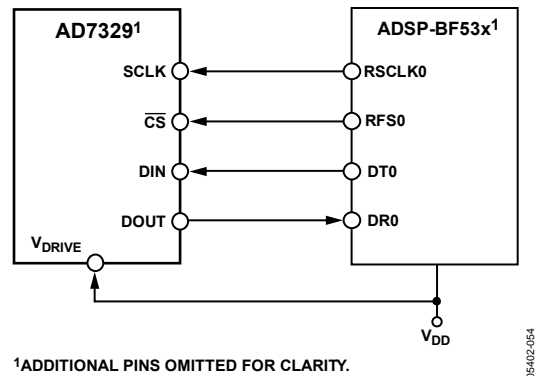 AD7329¹
ADSP-BF53x¹
SCLK
RSCLK0
C̅S̅
RFS0
DIN
DT0
DOUT
DR0
VDRIVE
VDD
¹ADDITIONAL PINS OMITTED FOR CLARITY.
05402-054